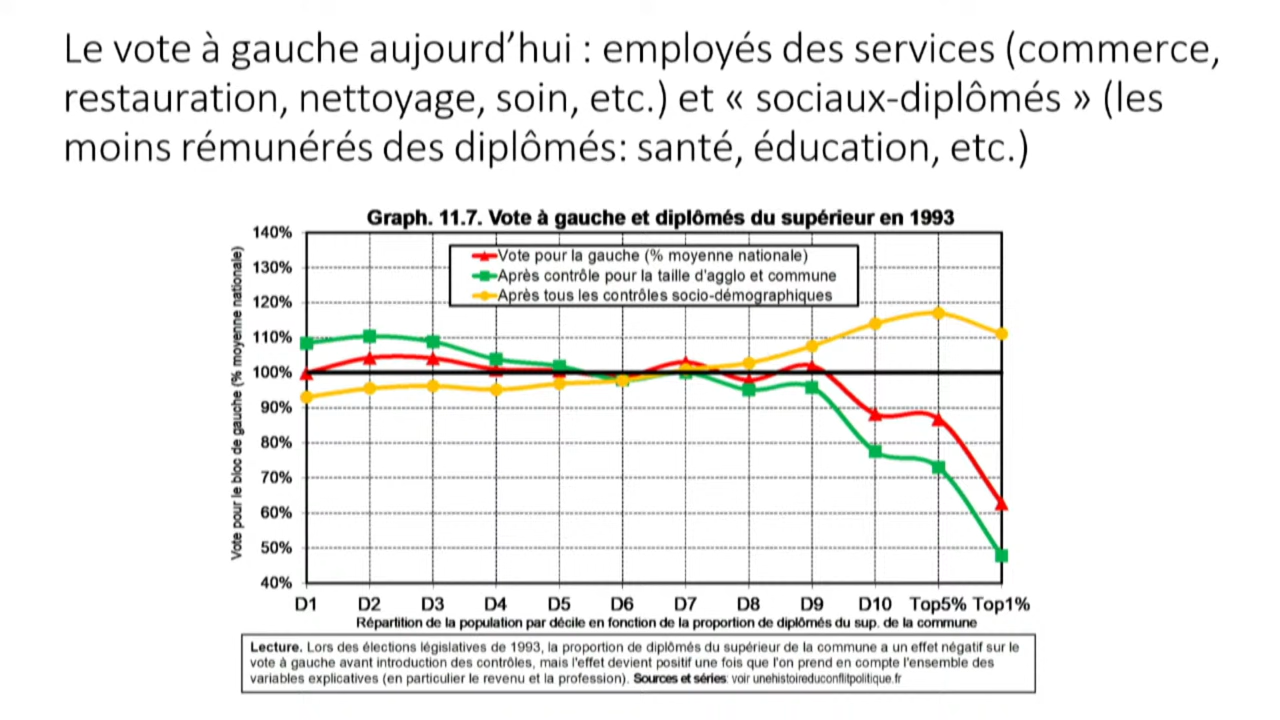 Le vote à gauche aujourd’hui : employés des services (commerce,
restauration, nettoyage, soin, etc.) et « sociaux-diplômés » (les
moins rémunérés des diplômés: santé, éducation, etc.)
Graph. 11.7. Vote à gauche et diplômés du supérieur en 1993
Vote pour le bloc de gauche (% moyenne nationale)
140%
130%
120%
110%
100%
90%
80%
70%
60%
50%
40%
Vote pour la gauche (% moyenne nationale)
Après contrôle pour la taille d'agglo et commune
Après tous les contrôles socio-démographiques
D1 D2 D3 D4 D5 D6 D7 D8 D9 D10 Top5% Top1%
Répartition de la population par décile en fonction de la proportion de diplômés du sup. de la commune
Lecture. Lors des élections législatives de 1993, la proportion de diplômés du supérieur de la commune a un effet négatif sur le
vote à gauche avant introduction des contrôles, mais l'effet devient positif une fois que l'on prend en compte l'ensemble des
variables explicatives (en particulier le revenu et la profession). Sources et séries: voir unehistoireduconflitpolitique.fr